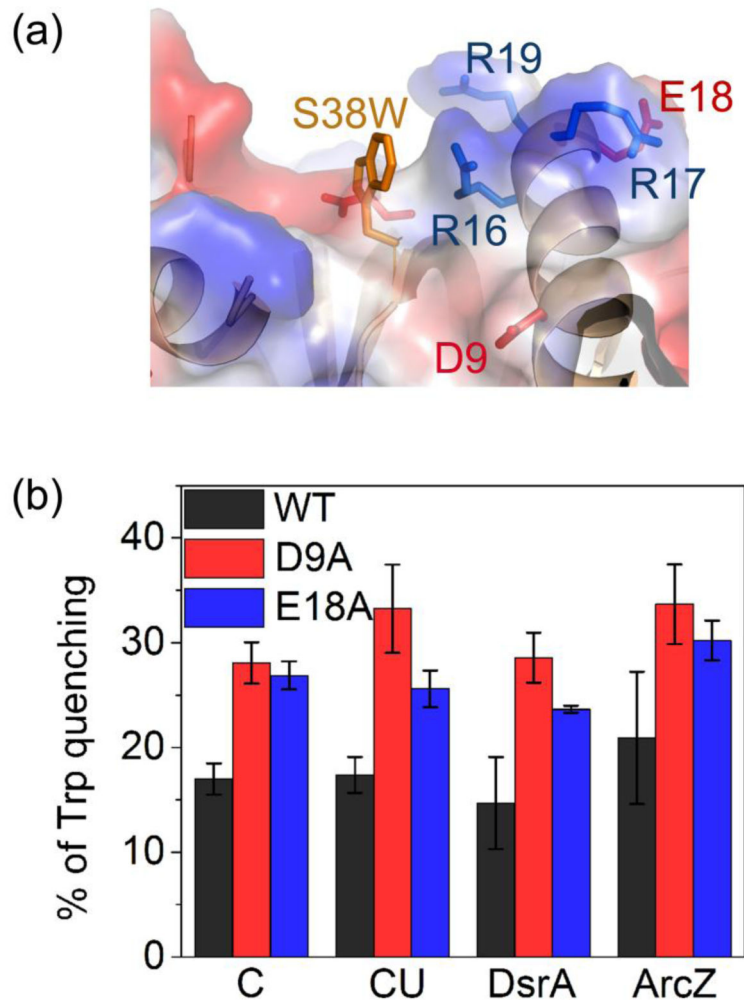 (a)
R19
E18
S38W
R17
R16
D9
(b)
WT
D9A
E18A
% of Trp quenching
40
30
20
10
0
C CU DsrA ArcZ